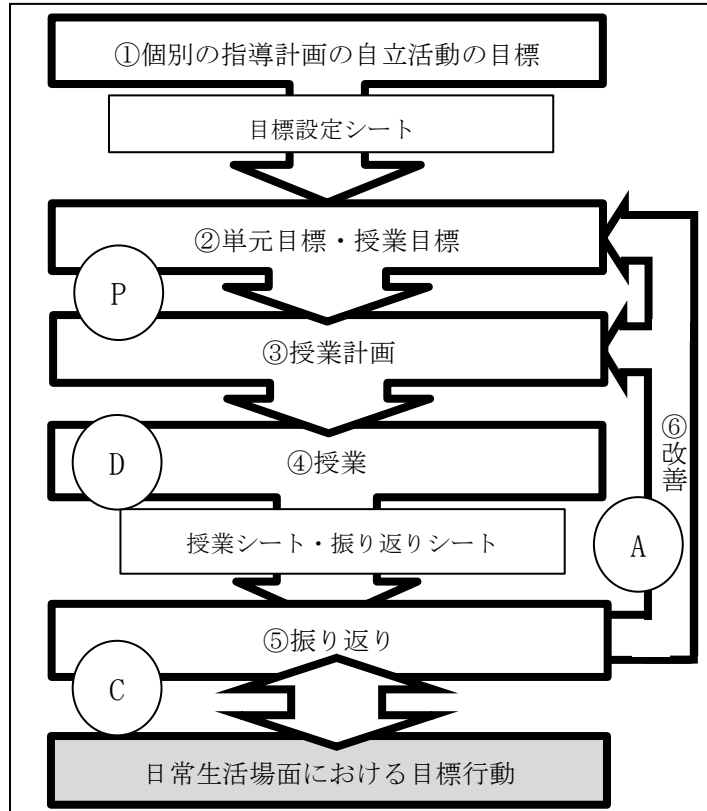 ①個別の指導計画の自立活動の目標
目標設定シート
②単元目標・授業目標
P
③授業計画
D
④授業
⑥改善
授業シート・振り返りシート
A
⑤振り返り
C
日常生活場面における目標行動